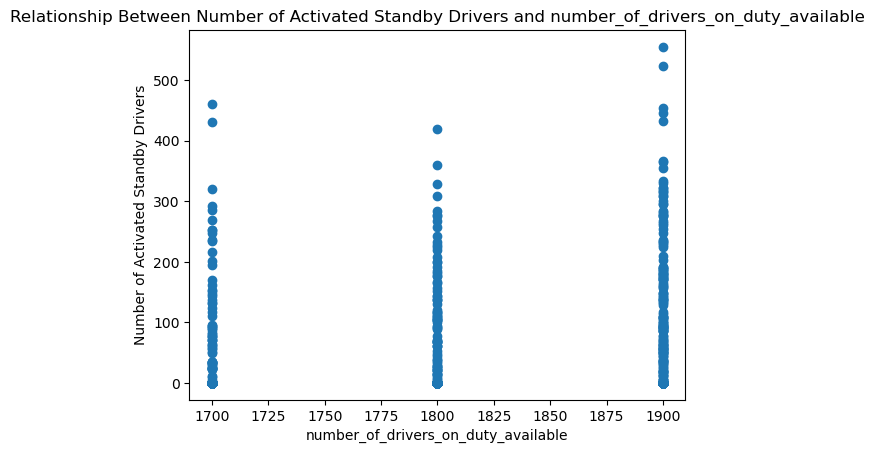 Relationship Between Number of Activated Standby Drivers and number_of_drivers_on_duty_available
Number of Activated Standby Drivers
500
400
300
200
100
0
1700 1725 1750 1775 1800 1825 1850 1875 1900
number_of_drivers_on_duty_available